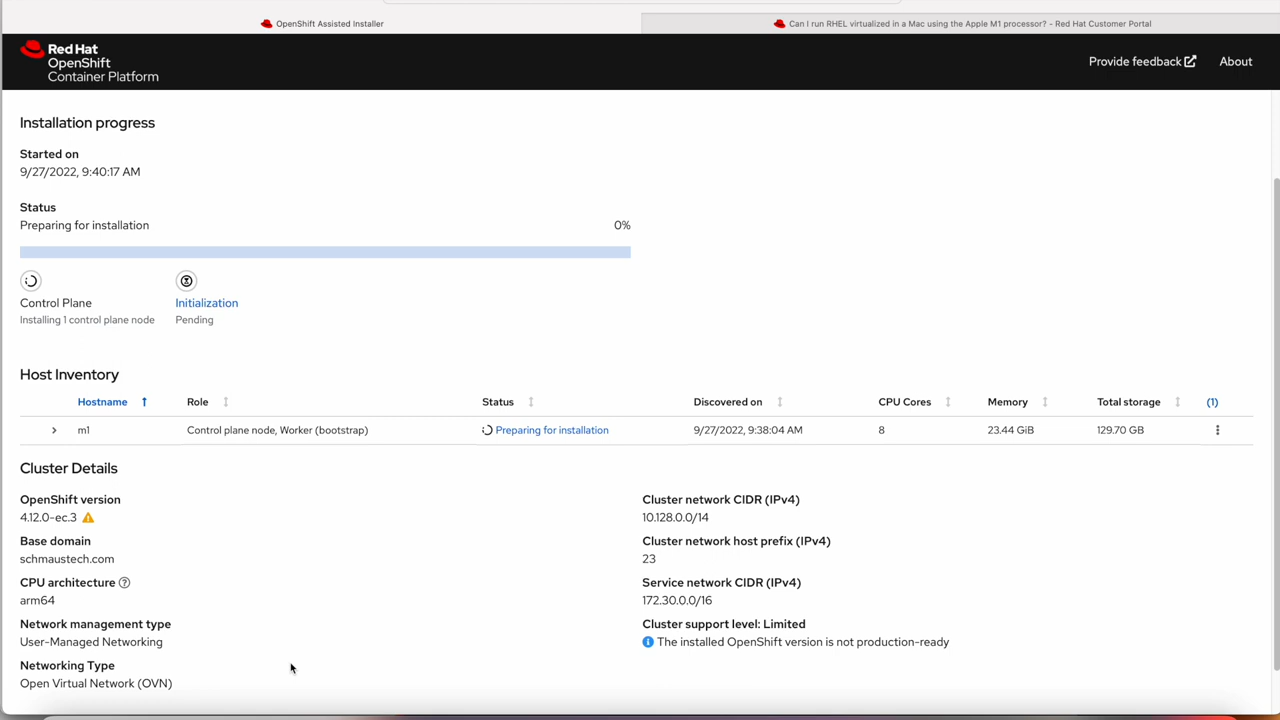 OpenShift Assisted Installer
Can I run RHEL virtualized in a Mac using the Apple M1 processor? - Red Hat Customer Portal
Red Hat
OpenShift
Container Platform
Provide feedback
About
Installation progress
Started on
9/27/2022, 9:40:17 AM
Status
Preparing for installation 0%
Control Plane
Installing 1 control plane node
Initialization
Pending
Host Inventory
Hostname Role Status Discovered on CPU Cores Memory Total storage (1)
m1 Control plane node, Worker (bootstrap) Preparing for installation 9/27/2022, 9:38:04 AM 8 23.44 GiB 129.70 GB
Cluster Details
OpenShift version
4.12.0-ec.3
Base domain
schmaustech.com
CPU architecture
arm64
Network management type
User-Managed Networking
Networking Type
Open Virtual Network (OVN)
Cluster network CIDR (IPv4)
10.128.0.0/14
Cluster network host prefix (IPv4)
23
Service network CIDR (IPv4)
172.30.0.0/16
Cluster support level: Limited
The installed OpenShift version is not production-ready